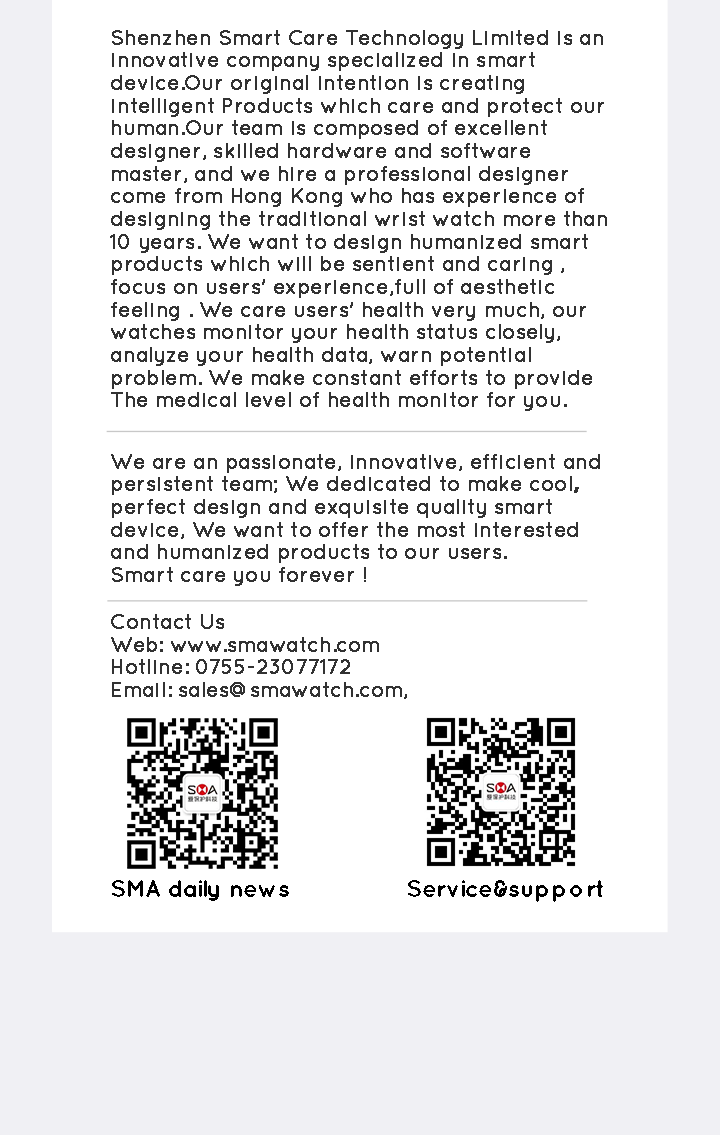 Shenzhen Smart Care Technology Limited is an
innovative company specialized in smart
device.Our original intention is creating
Intelligent Products which care and protect our
human.Our team is composed of excellent
designer, skilled hardware and software
master, and we hire a professional designer
come from Hong Kong who has experience of
designing the traditional wrist watch more than
10 years. We want to design humanized smart
products which will be sentient and caring ,
focus on users' experience,full of aesthetic
feeling . We care users' health very much, our
watches monitor your health status closely,
analyze your health data, warn potential
problem. We make constant efforts to provide
The medical level of health monitor for you.
We are an passionate, innovative, efficient and
persistent team; We dedicated to make cool,
perfect design and exquisite quality smart
device, We want to offer the most interested
and humanized products to our users.
Smart care you forever !
Contact Us
Web: www.smawatch.com
Hotline: 0755-23077172
Email: sales@smawatch.com,
SMA
SMA
SMA daily news
Service&support